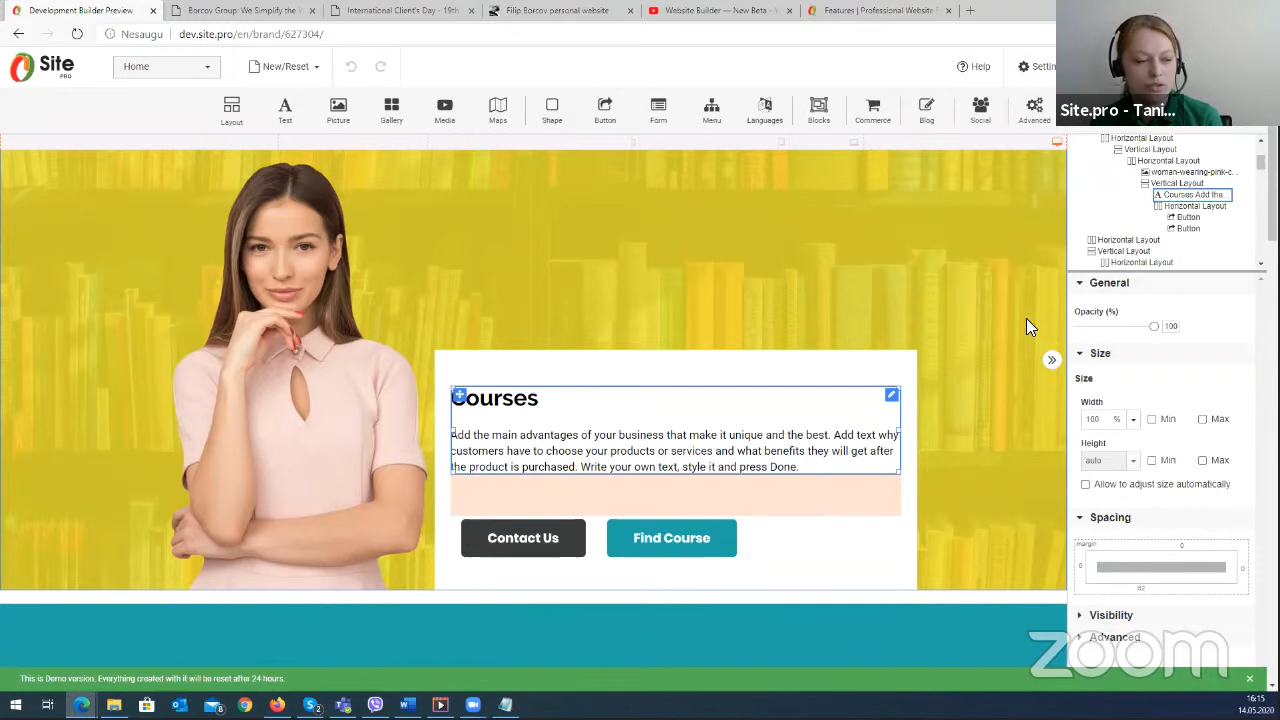 Development Builder Preview
Borcov Group: We Simplify the
International Client's Day - 19th
Filip Borcov personal website
Website Builder — New Beta - Y
Features | Professional Website
Nesaugu
dev.site.pro/en/brand/627304/
Site
PRO
Home
New/Reset
Help
Settin
Layout
Text
Picture
Gallery
Media
Maps
Shape
Button
Form
Menu
Languages
Blocks
Commerce
Blog
Social
Advanced
Site.pro - Tani...
Horizontal Layout
Vertical Layout
Horizontal Layout
woman-wearing-pink-c...
Vertical Layout
A Courses Add the...
Horizontal Layout
Button
Button
Horizontal Layout
Vertical Layout
Horizontal Layout
General
Opacity (%)
100
Size
Size
Width
100 %
Min
Max
Height
auto
Min
Max
Allow to adjust size automatically
Spacing
margin
0
0
0
82
Visibility
Advanced
Courses
Add the main advantages of your business that make it unique and the best. Add text why
customers have to choose your products or services and what benefits they will get after
the product is purchased. Write your own text, style it and press Done.
Contact Us
Find Course
zoom
This is Demo version. Everything created with it will be reset after 24 hours.
16:15
14.05.2020